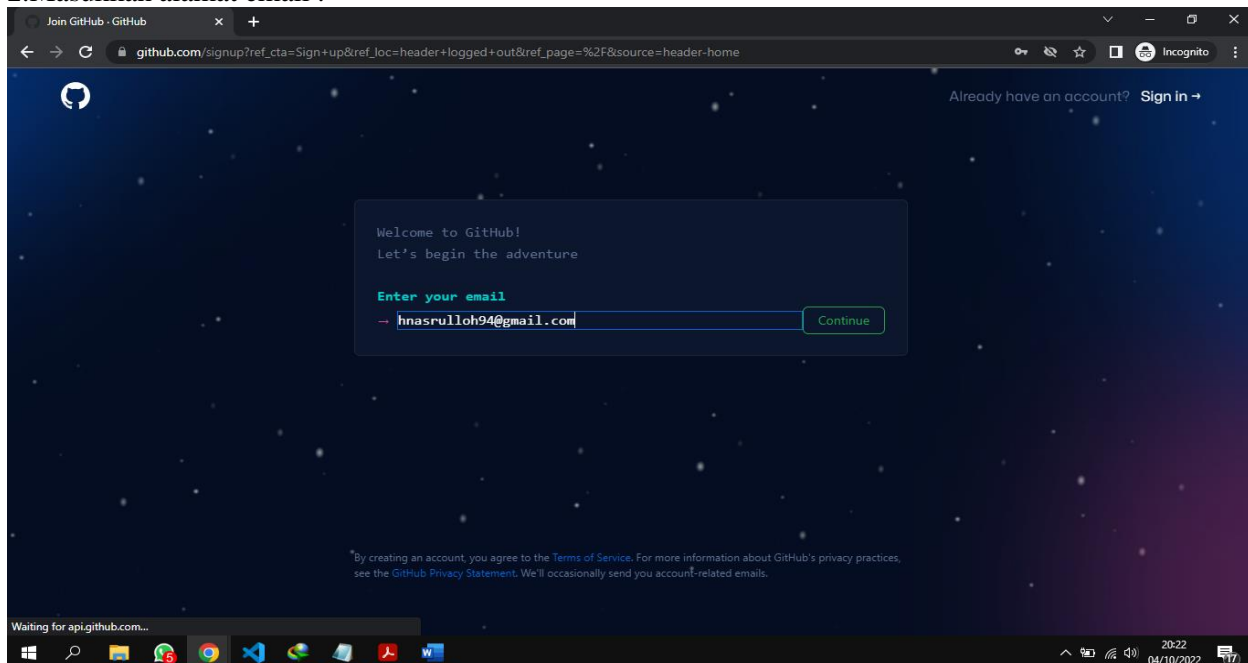 Join GitHub · GitHub
github.com/signup?ref_cta=Sign+up&ref_loc=header+logged+out&ref_page=%2F&source=header-home
Incognito
Already have an account? Sign in →
Welcome to GitHub!
Let's begin the adventure
Enter your email
→ hnasrulloh94@gmail.com
Continue
By creating an account, you agree to the Terms of Service. For more information about GitHub's privacy practices,
see the GitHub Privacy Statement. We'll occasionally send you account-related emails.
Waiting for api.github.com...
5
20:22
04/10/2022
17